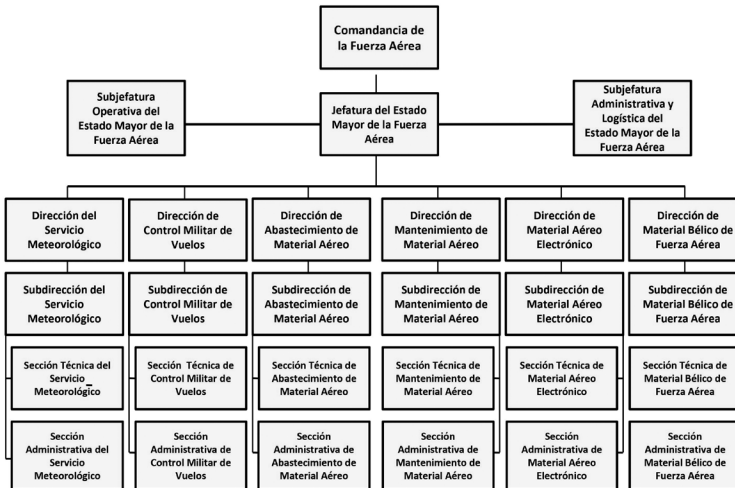 Comandancia de
la Fuerza Aérea
Subjefatura
Operativa del
Estado Mayor de la
Fuerza Aérea
Jefatura del Estado
Mayor de la Fuerza
Aérea
Subjefatura
Administrativa y
Logística del
Estado Mayor de la
Fuerza Aérea
Dirección del
Servicio
Meteorológico
Dirección de
Control Militar de
Vuelos
Dirección de
Abastecimiento de
Material Aéreo
Dirección de
Mantenimiento de
Material Aéreo
Dirección de
Material Aéreo
Electrónico
Dirección de
Material Bélico de
Fuerza Aérea
Subdirección del
Servicio
Meteorológico
Subdirección de
Control Militar de
Vuelos
Subdirección de
Abastecimiento de
Material Aéreo
Subdirección de
Mantenimiento de
Material Aéreo
Subdirección de
Material Aéreo
Electrónico
Subdirección de
Material Bélico de
Fuerza Aérea
Sección Técnica del
Servicio
Meteorológico
Sección Técnica de
Control Militar de
Vuelos
Sección Técnica de
Abastecimiento de
Material Aéreo
Sección Técnica de
Mantenimiento de
Material Aéreo
Sección Técnica de
Material Aéreo
Electrónico
Sección Técnica de
Material Bélico de
Fuerza Aérea
Sección
Administrativa del
Servicio
Meteorológico
Sección
Administrativa de
Control Militar de
Vuelos
Sección
Administrativa de
Abastecimiento de
Material Aéreo
Sección
Administrativa de
Mantenimiento de
Material Aéreo
Sección
Administrativa de
Material Aéreo
Electrónico
Sección
Administrativa de
Material Bélico de
Fuerza Aérea